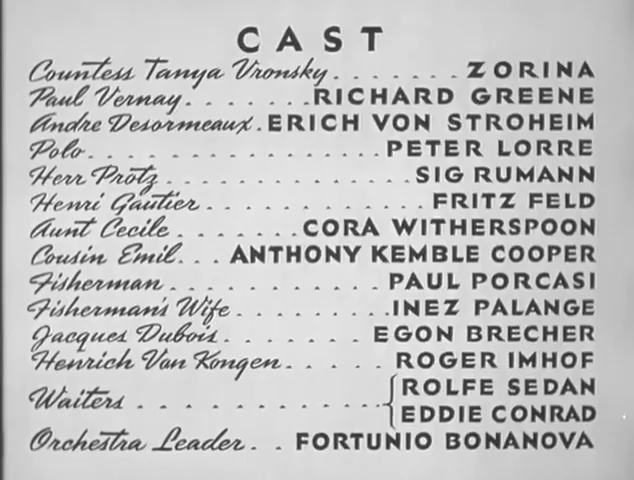 CAST
Countess Tanya Vronsky . . . . . . . ZORINA
Paul Vernay . . . . . . . RICHARD GREENE
Andre Desormeaux . ERICH VON STROHEIM
Polo . . . . . . . . . . . . . . . . PETER LORRE
Herr Protz . . . . . . . . . . . . . SIG RUMANN
Henri Gautier . . . . . . . . . . . . FRITZ FELD
Aunt Cecile . . . . . . . CORA WITHERSPOON
Cousin Emil . . . ANTHONY KEMBLE COOPER
Fisherman . . . . . . . . . . . PAUL PORCASI
Fisherman's Wife . . . . . . . . INEZ PALANGE
Jacques Dubois . . . . . . . EGON BRECHER
Henrich Von Kongen . . . . . ROGER IMHOF
Waiters . . . . . . . . . . . . . { ROLFE SEDAN
EDDIE CONRAD
Orchestra Leader . . FORTUNIO BONANOVA